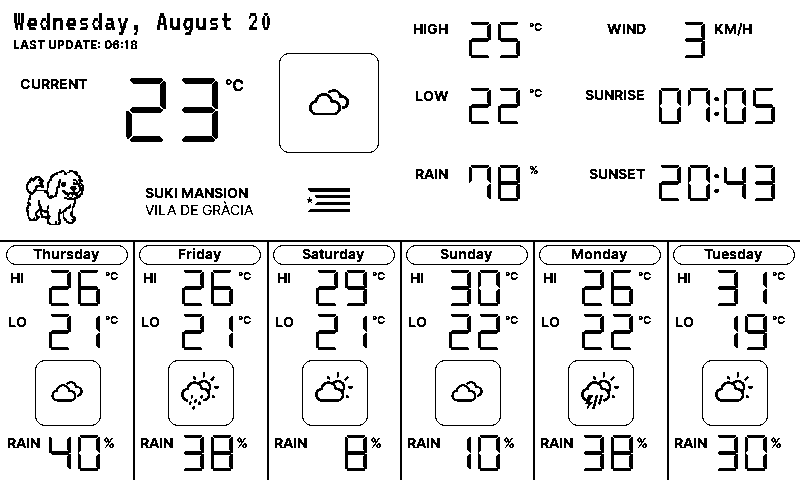 Wednesday, August 20
LAST UPDATE: 06:18
CURRENT 23 °C
SUKI MANSION
VILA DE GRÀCIA
HIGH 25 °C
WIND 3 KM/H
LOW 22 °C
SUNRISE 07:05
RAIN 78 %
SUNSET 20:43
Thursday
HI 26 °C
LO 21 °C
RAIN 40 %
Friday
HI 26 °C
LO 21 °C
RAIN 38 %
Saturday
HI 29 °C
LO 21 °C
RAIN 8 %
Sunday
HI 30 °C
LO 22 °C
RAIN 10 %
Monday
HI 26 °C
LO 22 °C
RAIN 38 %
Tuesday
HI 31 °C
LO 19 °C
RAIN 30 %